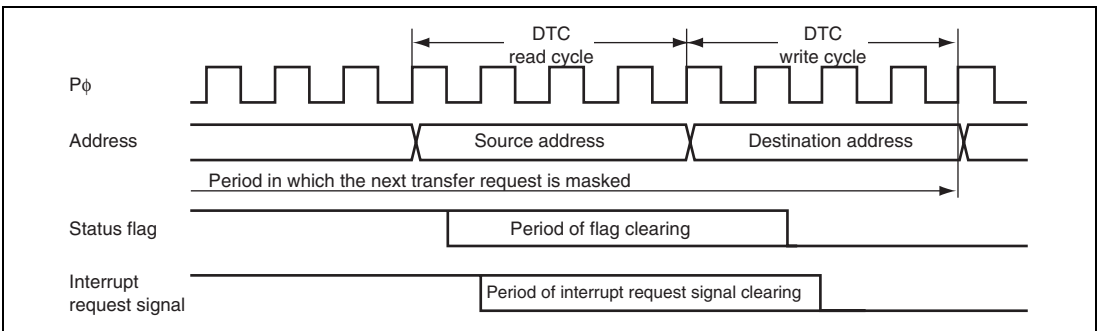 DTC
read cycle
DTC
write cycle
Pϕ
Address
Source address
Destination address
Period in which the next transfer request is masked
Status flag
Period of flag clearing
Interrupt
request signal
Period of interrupt request signal clearing